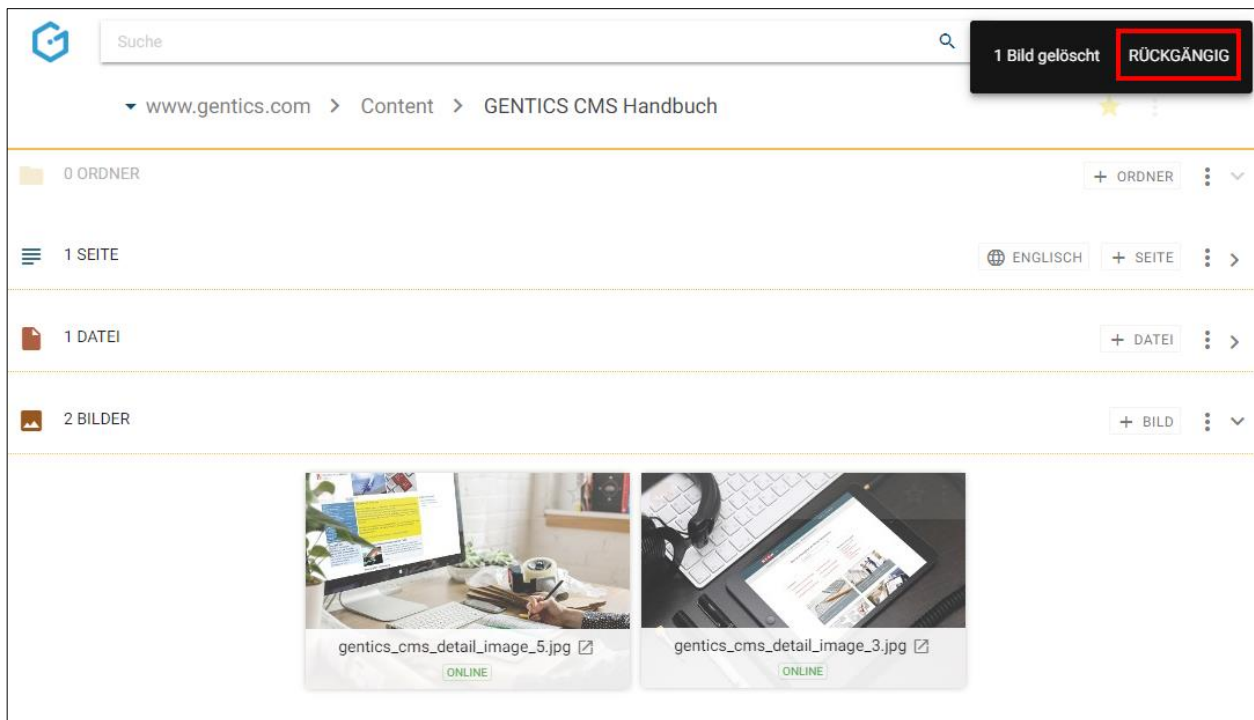 Suche
1 Bild gelöscht RÜCKGÄNGIG
www.gentics.com > Content > GENTICS CMS Handbuch
0 ORDNER + ORDNER
1 SEITE ENGLISCH + SEITE
1 DATEI + DATEI
2 BILDER + BILD
gentics_cms_detail_image_5.jpg gentics_cms_detail_image_3.jpg
ONLINE ONLINE